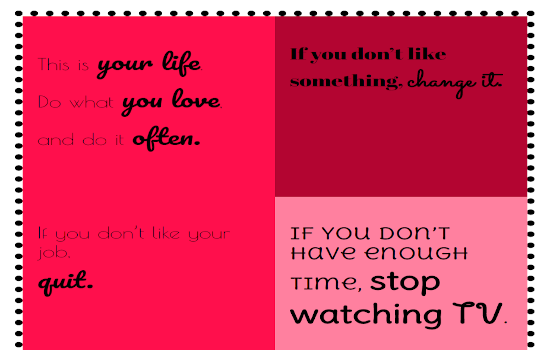 This is your life.
Do what you love,
and do it often.
If you don't like
something, change it.
If you don't like your
job,
quit.
IF YOU DON'T
Have enough
TIme, stop
watching TV.